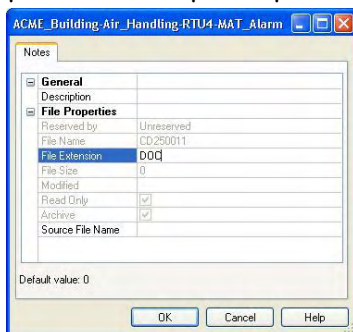 ACME_Building-Air_Handling-RTU4-MAT_Alarm
Notes
General
Description
File Properties
Reserved by Unreserved
File Name CD250011
File Extension DOC
File Size 0
Modified
Read Only
Archive
Source File Name
Default value: 0
OK Cancel Help